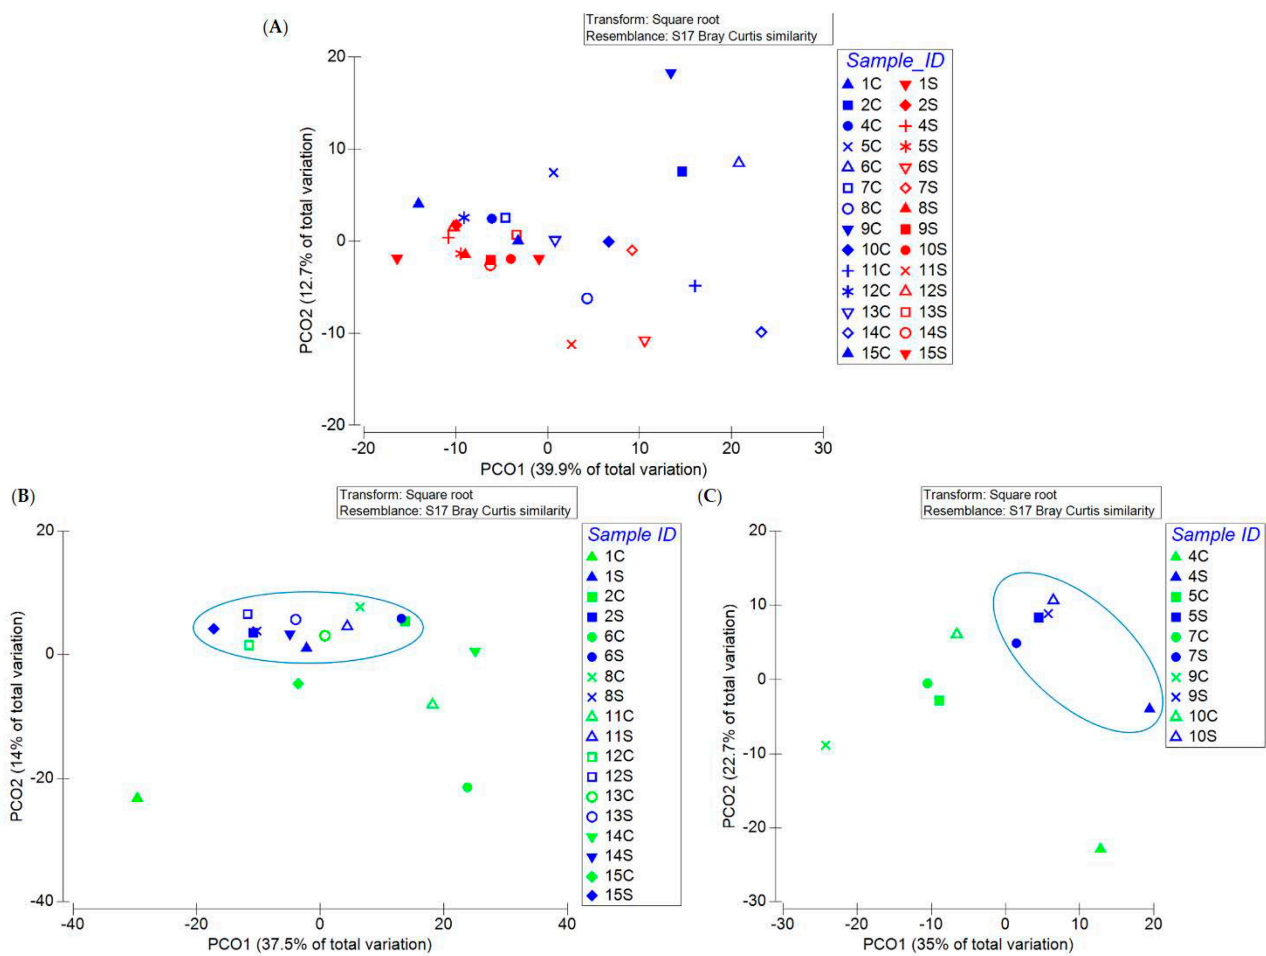 (A)
Transform: Square root
Resemblance: S17 Bray Curtis similarity
20
10
0
-10
-20
PCO2 (12.7% of total variation)
-20 -10 0 10 20 30
PCO1 (39.9% of total variation)
Sample_ID
1C 1S
2C 2S
4C 4S
5C 5S
6C 6S
7C 7S
8C 8S
9C 9S
10C 10S
11C 11S
12C 12S
13C 13S
14C 14S
15C 15S
(B)
Transform: Square root
Resemblance: S17 Bray Curtis similarity
20
0
-20
-40
PCO2 (14% of total variation)
-40 -20 0 20 40
PCO1 (37.5% of total variation)
Sample ID
1C
1S
2C
2S
6C
6S
8C
8S
11C
11S
12C
12S
13C
13S
14C
14S
15C
15S
(C)
Transform: Square root
Resemblance: S17 Bray Curtis similarity
20
10
0
-10
-20
-30
PCO2 (22.7% of total variation)
-30 -20 -10 0 10 20
PCO1 (35% of total variation)
Sample ID
4C
4S
5C
5S
7C
7S
9C
9S
10C
10S